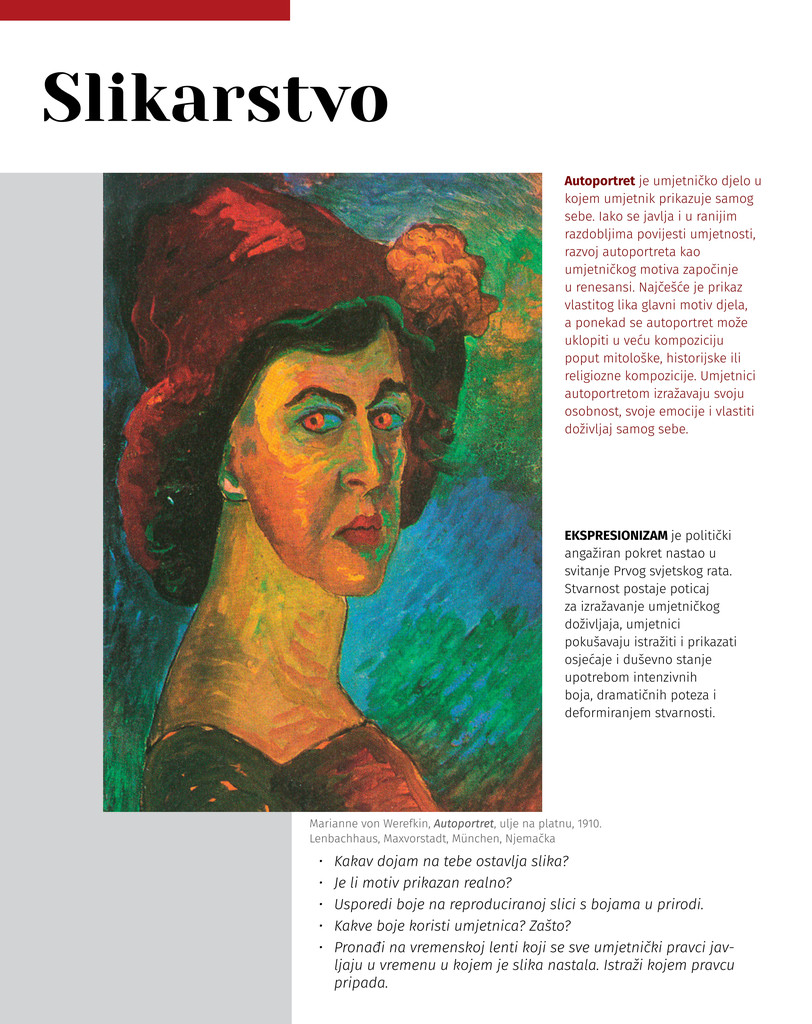 Slikarstvo
Autoportret je umjetničko djelo u
kojem umjetnik prikazuje samog
sebe. Iako se javlja i u ranijim
razdobljima povijesti umjetnosti,
razvoj autoportreta kao
umjetničkog motiva započinje
u renesansi. Najčešće je prikaz
vlastitog lika glavni motiv djela,
a ponekad se autoportret može
uklopiti u veću kompoziciju
poput mitološke, historijske ili
religiozne kompozicije. Umjetnici
autoportretom izražavaju svoju
osobnost, svoje emocije i vlastiti
doživljaj samog sebe.
EKSPRESIONIZAM je politički
angažiran pokret nastao u
svitanje Prvog svjetskog rata.
Stvarnost postaje poticaj
za izražavanje umjetničkog
doživljaja, umjetnici
pokušavaju istražiti i prikazati
osjećaje i duševno stanje
upotrebom intenzivnih
boja, dramatičnih poteza i
deformiranjem stvarnosti.
Marianne von Werefkin, Autoportret, ulje na platnu, 1910.
Lenbachhaus, Maxvorstadt, München, Njemačka
• Kakav dojam na tebe ostavlja slika?
• Je li motiv prikazan realno?
• Usporedi boje na reproduciranoj slici s bojama u prirodi.
• Kakve boje koristi umjetnica? Zašto?
• Pronađi na vremenskoj lenti koji se sve umjetnički pravci jav-
ljaju u vremenu u kojem je slika nastala. Istraži kojem pravcu
pripada.